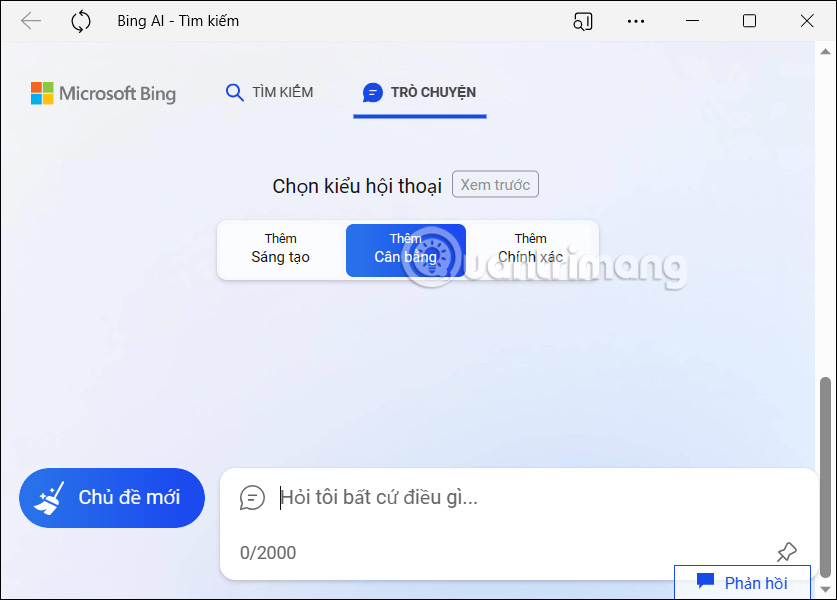 Bing AI - Tìm kiếm
Microsoft Bing
TÌM KIẾM
TRÒ CHUYỆN
Chọn kiểu hội thoại
Xem trước
Thêm
Sáng tạo
Thêm
Cân bằng
Thêm
Chính xác
Quantrimang
Chủ đề mới
Hỏi tôi bất cứ điều gì...
0/2000
Phản hồi